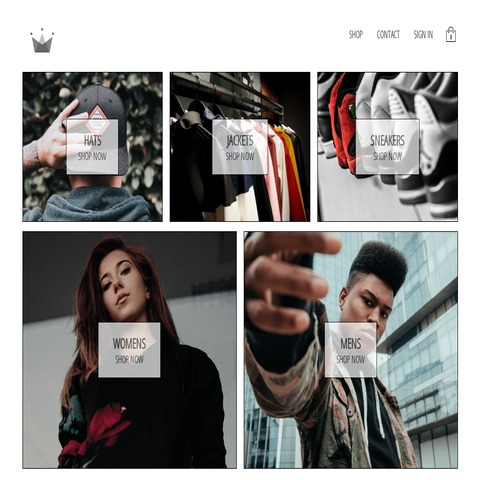 SHOP CONTACT SIGN IN 0
HATS
SHOP NOW
JACKETS
SHOP NOW
SNEAKERS
SHOP NOW
WOMENS
SHOP NOW
MENS
SHOP NOW